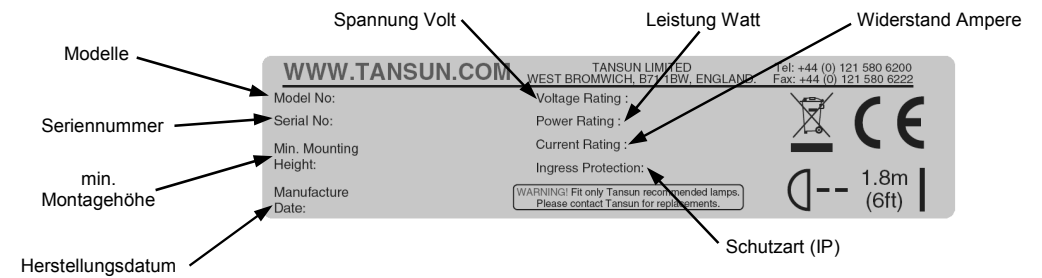 Spannung Volt
Leistung Watt
Widerstand Ampere
Modelle
Seriennummer
min.
Montagehöhe
Herstellungsdatum
WWW.TANSUN.COM
TANSUN LIMITED
WEST BROMWICH, B71 1BW, ENGLAND.
Tel: +44 (0) 121 580 6200
Fax: +44 (0) 121 580 6222
Model No:
Serial No:
Min. Mounting
Height:
Manufacture
Date:
Voltage Rating :
Power Rating :
Current Rating :
Ingress Protection:
WARNING! Fit only Tansun recommended lamps.
Please contact Tansun for replacements.
CE
1.8m
(6ft)
Schutzart (IP)